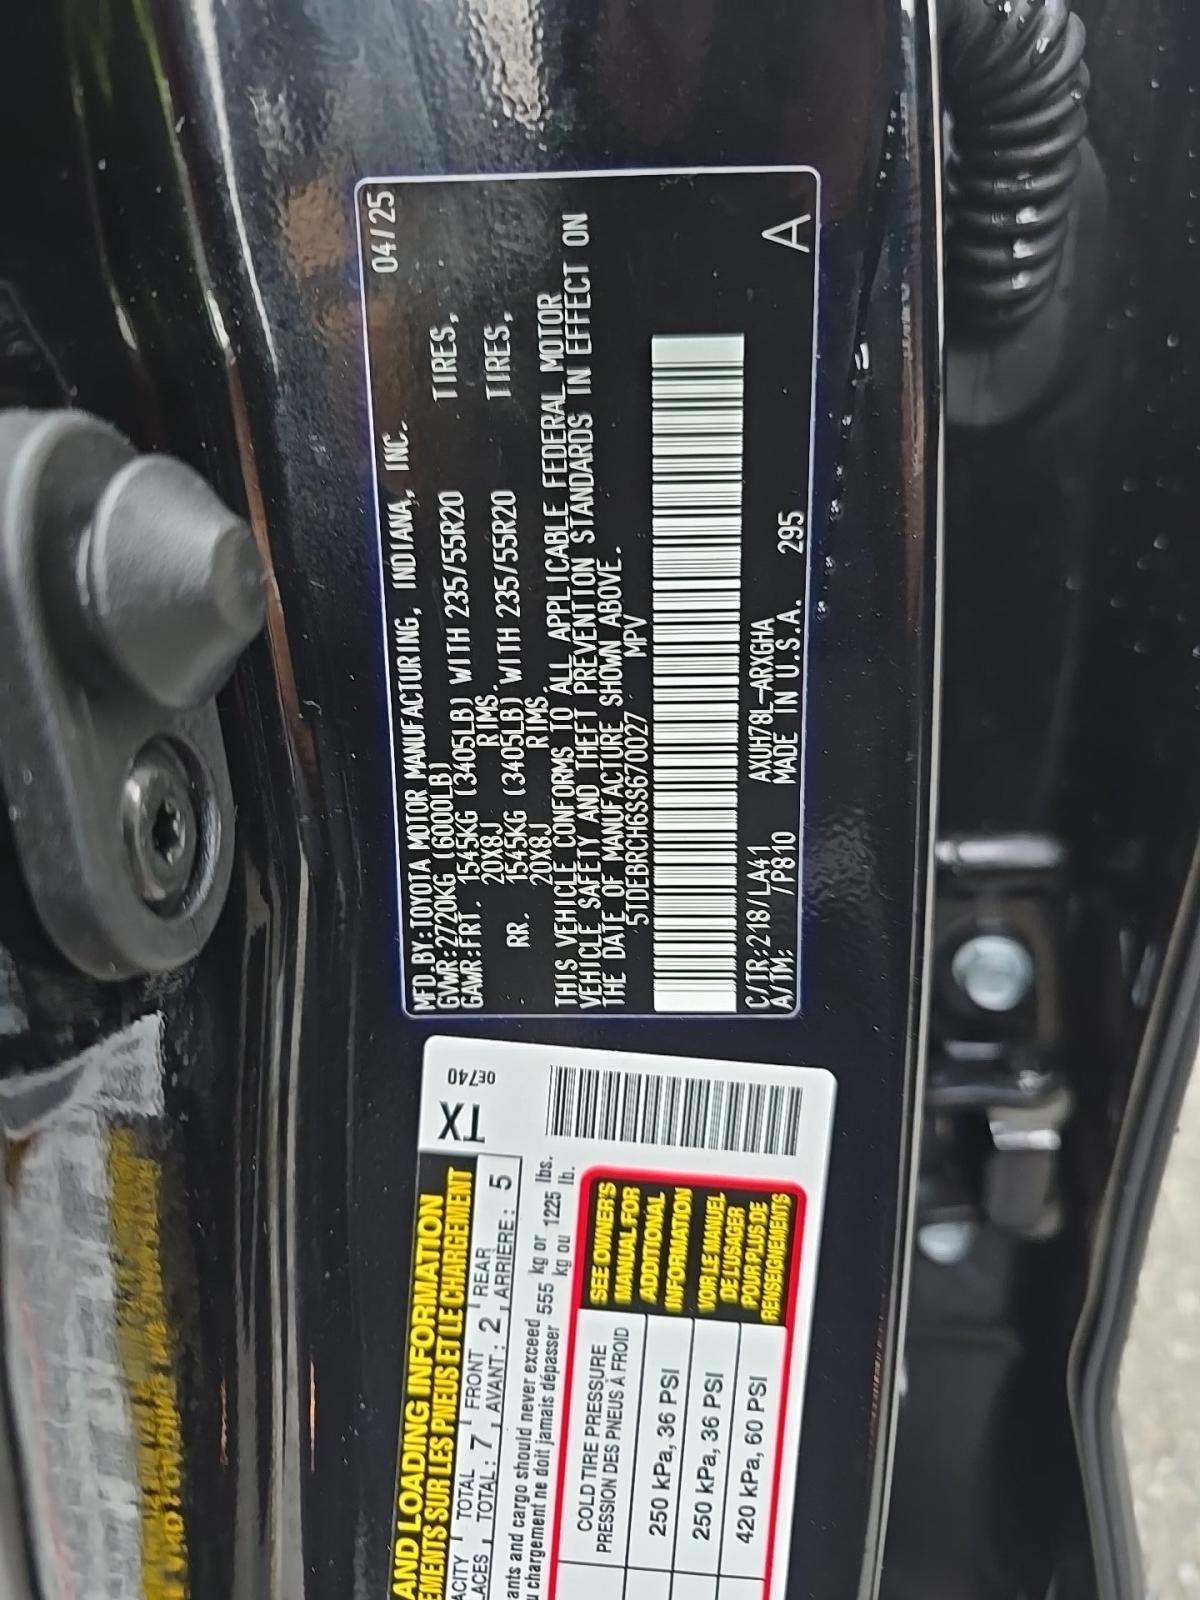 MFD.BY:TOYOTA MOTOR MANUFACTURING, INDIANA, INC. 04/25
GVWR:2720KG (6000LB)
GAWR:FRT. 1545KG (3405LB) WITH 235/55R20 TIRES,
20X8J RIMS.
RR. 1545KG (3405LB) WITH 235/55R20 TIRES,
20X8J RIMS.
THIS VEHICLE CONFORMS TO ALL APPLICABLE FEDERAL MOTOR
VEHICLE SAFETY AND THEFT PREVENTION STANDARDS IN EFFECT ON
THE DATE OF MANUFACTURE SHOWN ABOVE.
5TDEBRCH6SS670027 MPV
C/TR:218/LA41 AXUH78L-ARXGHA
A/TM: /P810 MADE IN U.S.A. 295
A
AND LOADING INFORMATION
EMENTS SUR LES PNEUS ET LE CHARGEMENT
TX
0E740
ACITY TOTAL 7 FRONT 2 REAR 5
LACES TOTAL: AVANT: ARRIÈRE:
ants and cargo should never exceed 555 kg or 1225 lbs.
u chargement ne doit jamais dépasser kg ou lb.
COLD TIRE PRESSURE
PRESSION DES PNEUS À FROID
250 kPa, 36 PSI
250 kPa, 36 PSI
420 kPa, 60 PSI
SEE OWNER'S
MANUAL FOR
ADDITIONAL
INFORMATION
VOIR LE MANUEL
DE L'USAGER
POUR PLUS DE
RENSEIGNEMENTS